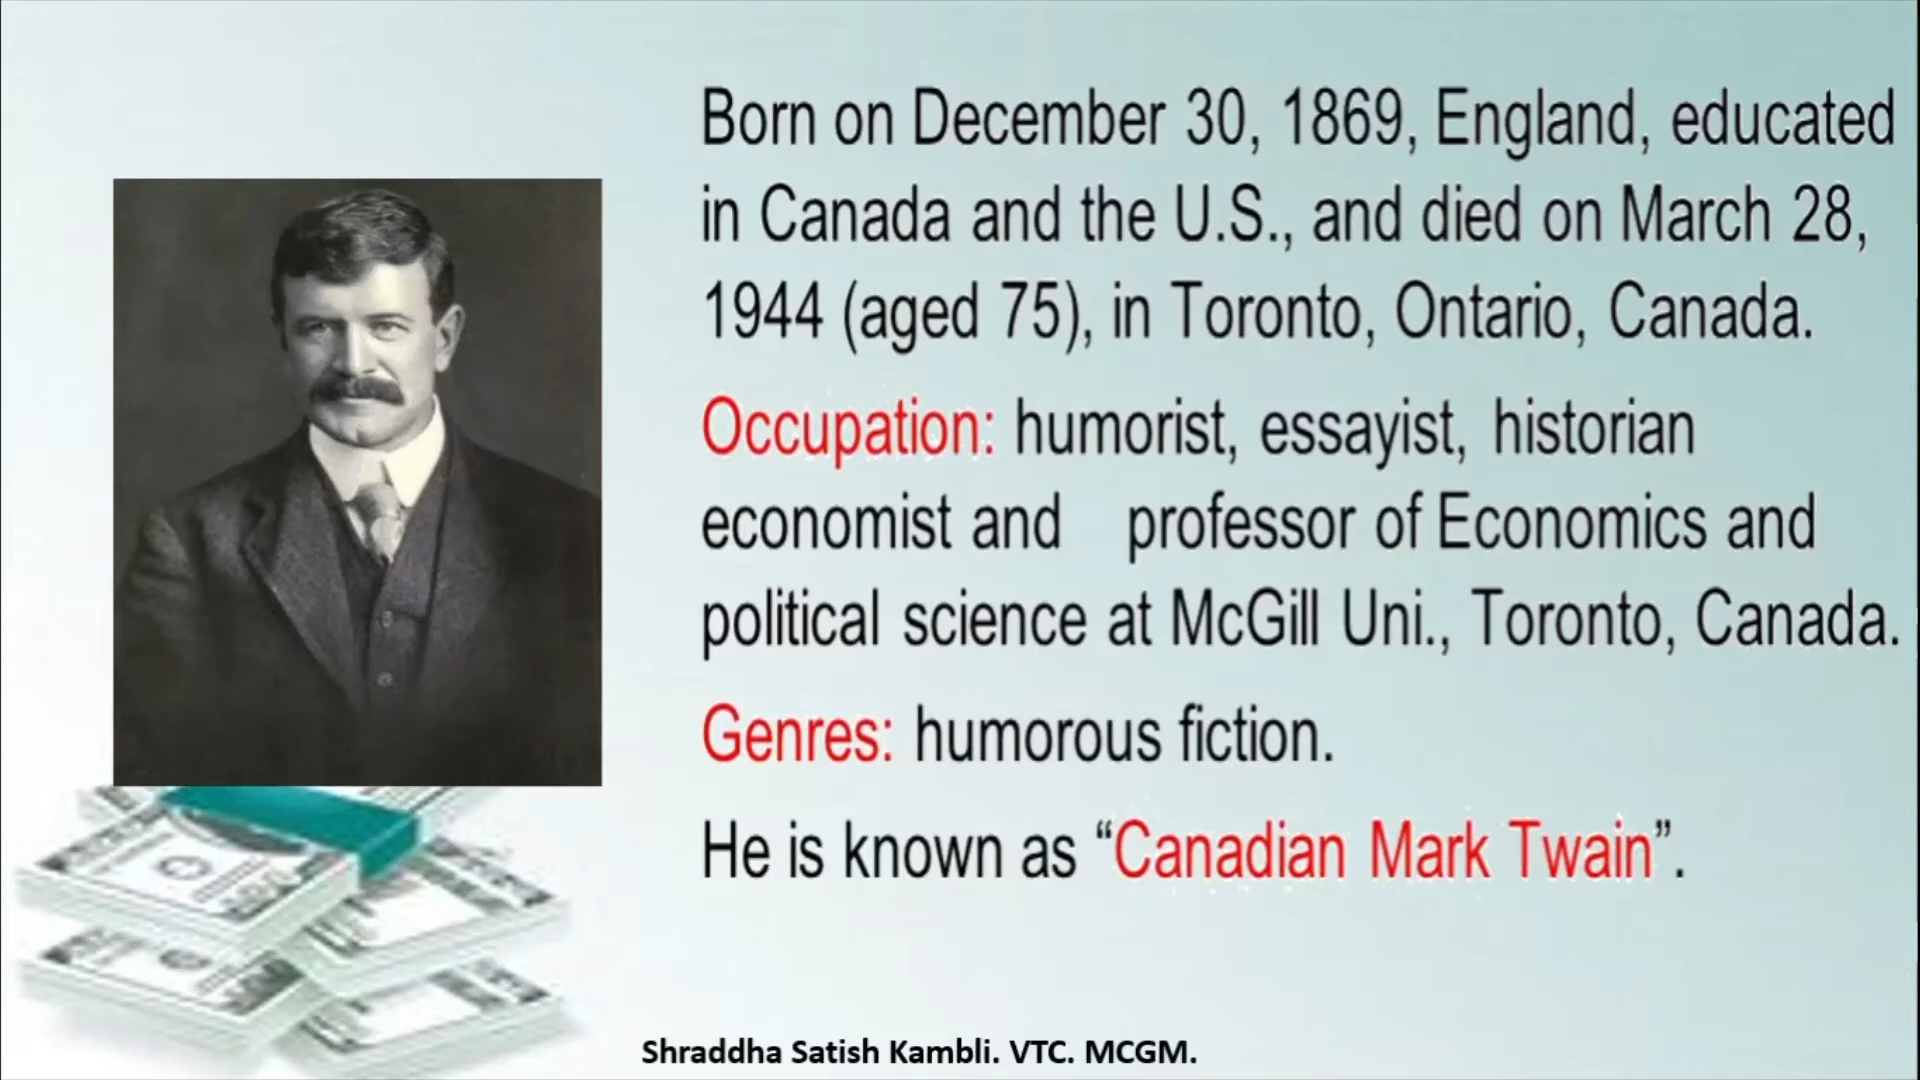 Born on December 30, 1869, England, educated
in Canada and the U.S., and died on March 28,
1944 (aged 75), in Toronto, Ontario, Canada.
Occupation: humorist, essayist, historian
economist and professor of Economics and
political science at McGill Uni., Toronto, Canada.
Genres: humorous fiction.
He is known as “Canadian Mark Twain”.
Shraddha Satish Kambli. VTC. MCGM.